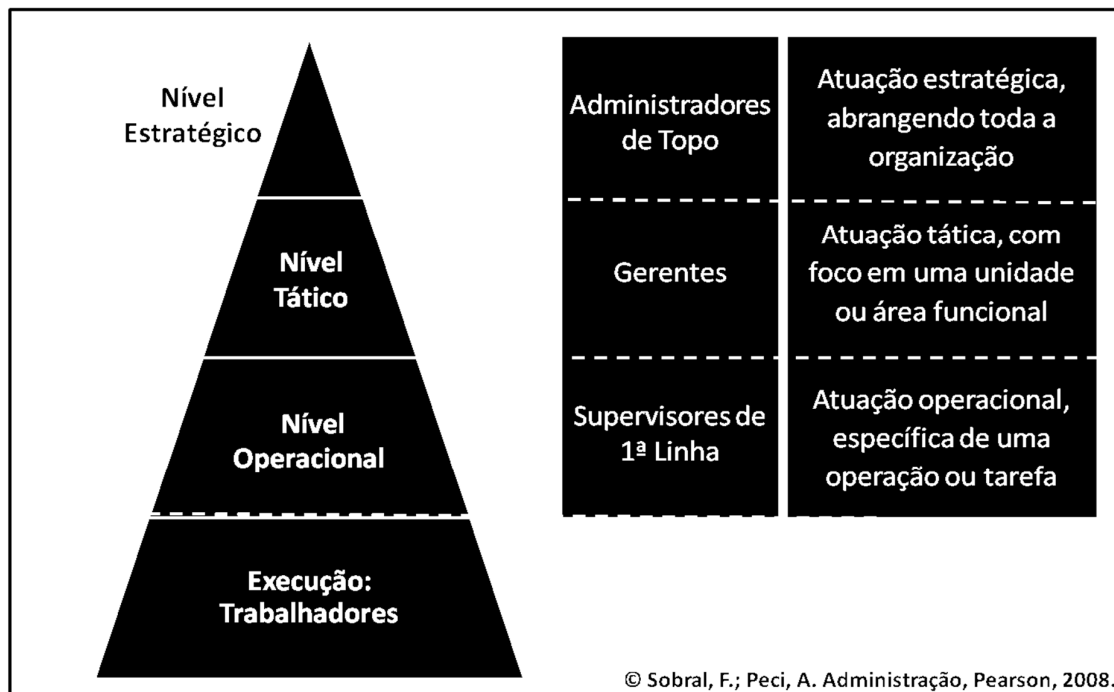 Nível
Estratégico
Nível
Tático
Nível
Operacional
Execução:
Trabalhadores
Administradores
de Topo
Atuação estratégica,
abrangendo toda a
organização
Gerentes
Atuação tática, com
foco em uma unidade
ou área funcional
Supervisores de
1ª Linha
Atuação operacional,
específica de uma
operação ou tarefa
© Sobral, F.; Peci, A. Administração, Pearson, 2008.